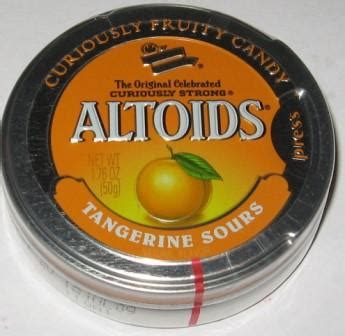 CURIOUSLY FRUITY CANDY
The Original Celebrated
CURIOUSLY STRONG®
ALTOIDS®
press
NET WT
1.76 OZ
(50g)
TANGERINE SOURS